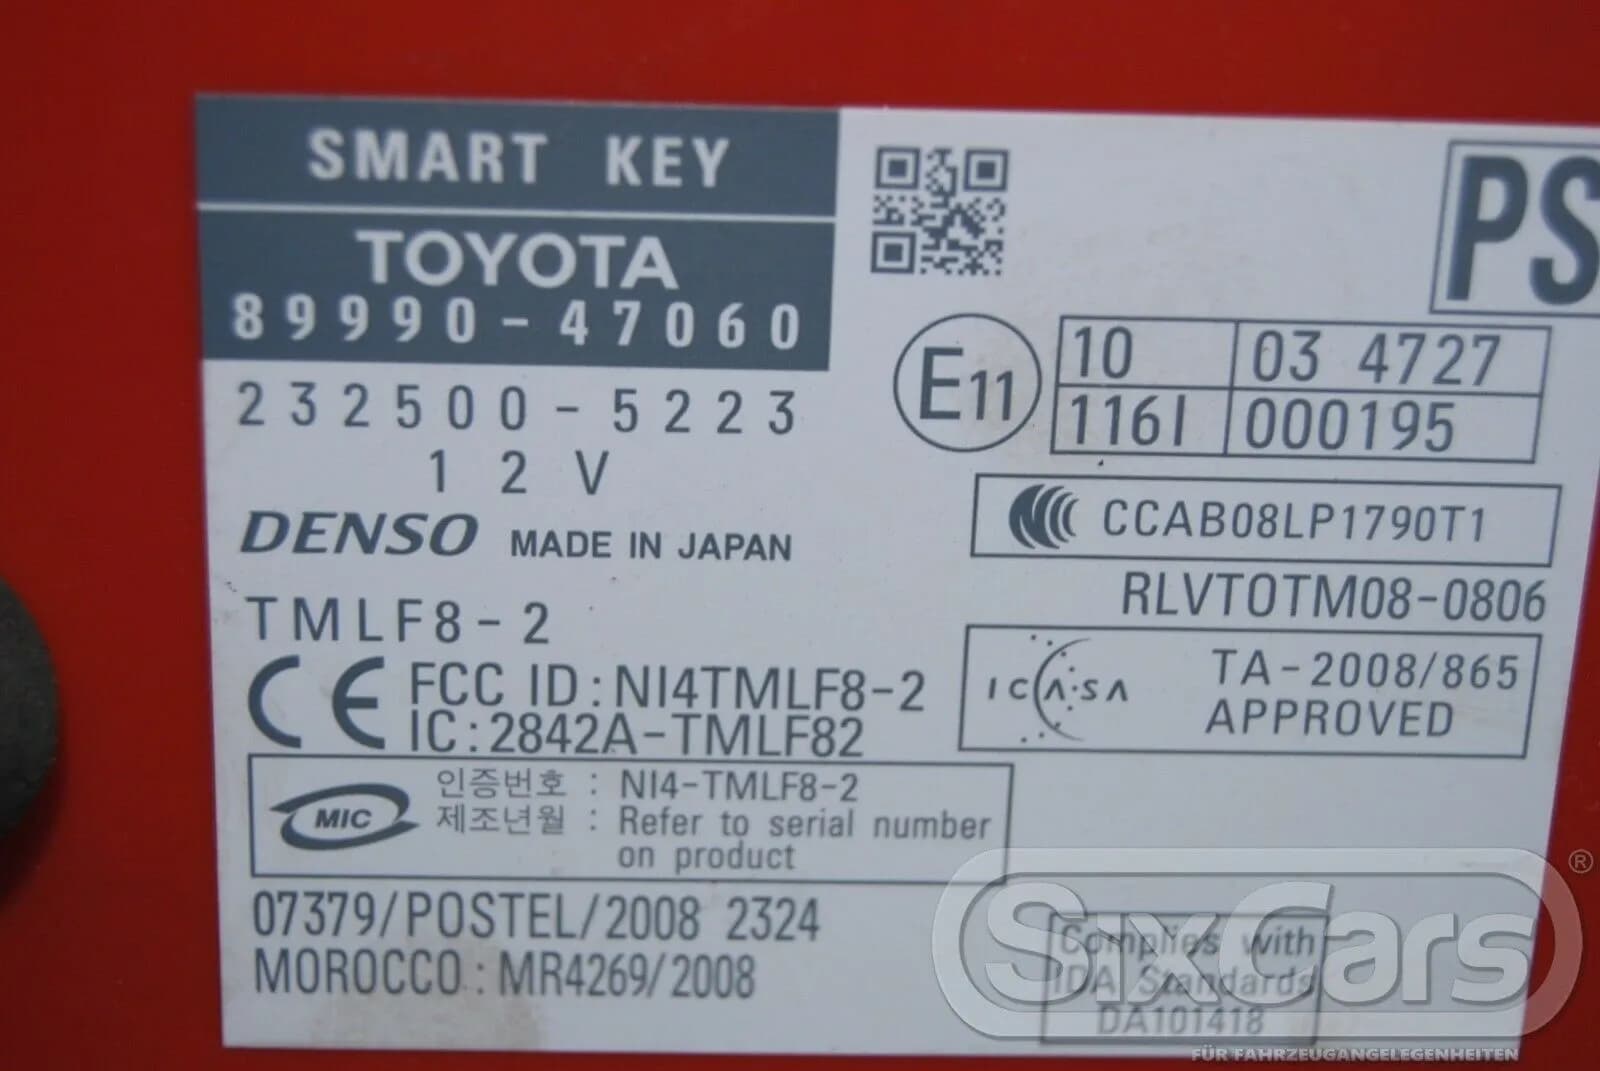 SMART KEY
TOYOTA
89990-47060
232500-5223
12V
DENSO MADE IN JAPAN
TMLF8-2
CE FCC ID:NI4TMLF8-2
IC:2842A-TMLF82
MIC
인증번호 : NI4-TMLF8-2
제조년월 : Refer to serial number
on product
07379/POSTEL/2008 2324
MOROCCO:MR4269/2008
PS
E11
10 03 4727
116I 000195
CCAB08LP1790T1
RLVTOTM08-0806
ICASA TA-2008/865
APPROVED
Complies with
IDA Standards
DA101418
SixCars®
FÜR FAHRZEUGANGELEGENHEITEN